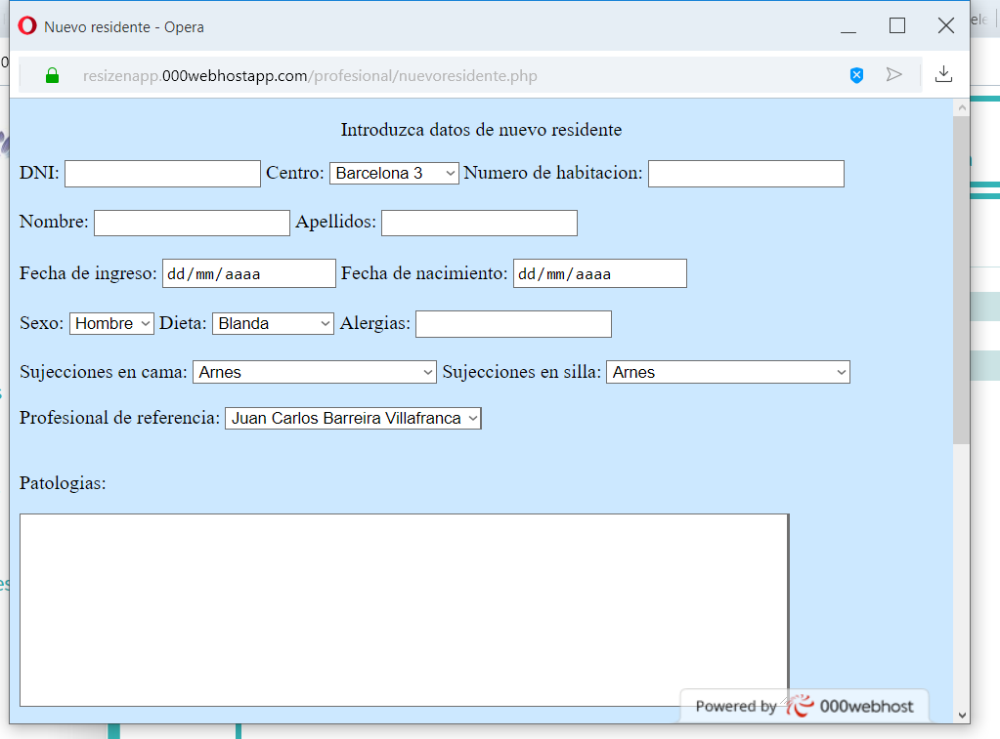 Nuevo residente - Opera
resizenapp.000webhostapp.com/profesional/nuevoresidente.php
Introduzca datos de nuevo residente
DNI: Centro: Barcelona 3 Numero de habitacion:
Nombre: Apellidos:
Fecha de ingreso: dd/mm/aaaa Fecha de nacimiento: dd/mm/aaaa
Sexo: Hombre Dieta: Blanda Alergias:
Sujecciones en cama: Arnes Sujecciones en silla: Arnes
Profesional de referencia: Juan Carlos Barreira Villafranca
Patologias:
Powered by 000webhost